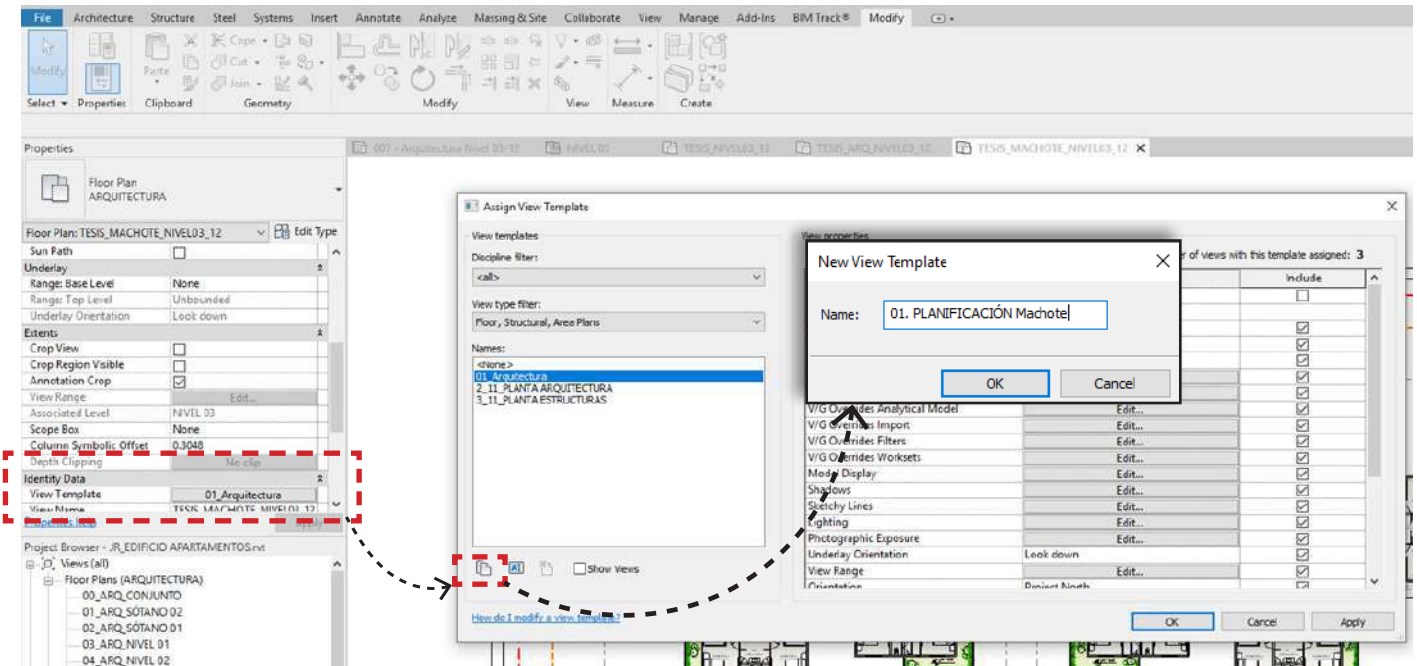 File Architecture Structure Steel Systems Insert Annotate Analyze Massing & Site Collaborate View Manage Add-Ins BIM Track® Modify
Cope
Modify Paste Cut
Join
Select Properties Clipboard Geometry Modify View Measure Create
Properties
007 - Arquitectura Nivel 03-12 NIVEL 05 TESIS_NIVEL03_12 TESIS_ARQ_NIVEL03_12 TESIS_MACHOTE_NIVEL03_12
Floor Plan
ARQUITECTURA
Floor Plan: TESIS_MACHOTE_NIVEL03_12 Edit Type
Sun Path
Underlay
Range: Base Level None
Range: Top Level Unbounded
Underlay Orientation Look down
Extents
Crop View
Crop Region Visible
Annotation Crop
View Range Edit...
Associated Level NIVEL 03
Scope Box None
Column Symbolic Offset 0.3048
Depth Clipping No clip
Identity Data
View Template 01_Arquitectura
View Name TESIS_MACHOTE_NIVEL03_12
Properties help Apply
Project Browser - JR_EDIFICIO APARTAMENTOS.rvt
Views (all)
Floor Plans (ARQUITECTURA)
00_ARQ_CONJUNTO
01_ARQ_SÓTANO 02
02_ARQ_SÓTANO 01
03_ARQ_NIVEL 01
04_ARQ_NIVEL 02
Assign View Template
View templates
Discipline filter:
<all>
View type filter:
Floor, Structural, Area Plans
Names:
<None>
01_Arquitectura
2_11_PLANTA ARQUITECTURA
3_11_PLANTA ESTRUCTURAS
Show Views
How do I modify a view template?
View properties
er of views with this template assigned: 3
Include
New View Template
Name: 01. PLANIFICACIÓN Machote
OK Cancel
V/G Overrides Analytical Model Edit...
V/G Overrides Import Edit...
V/G Overrides Filters Edit...
V/G Overrides Worksets Edit...
Model Display Edit...
Shadows Edit...
Sketchy Lines Edit...
Lighting Edit...
Photographic Exposure Edit...
Underlay Orientation Look down
View Range Edit...
Orientation Project North
OK Cancel Apply